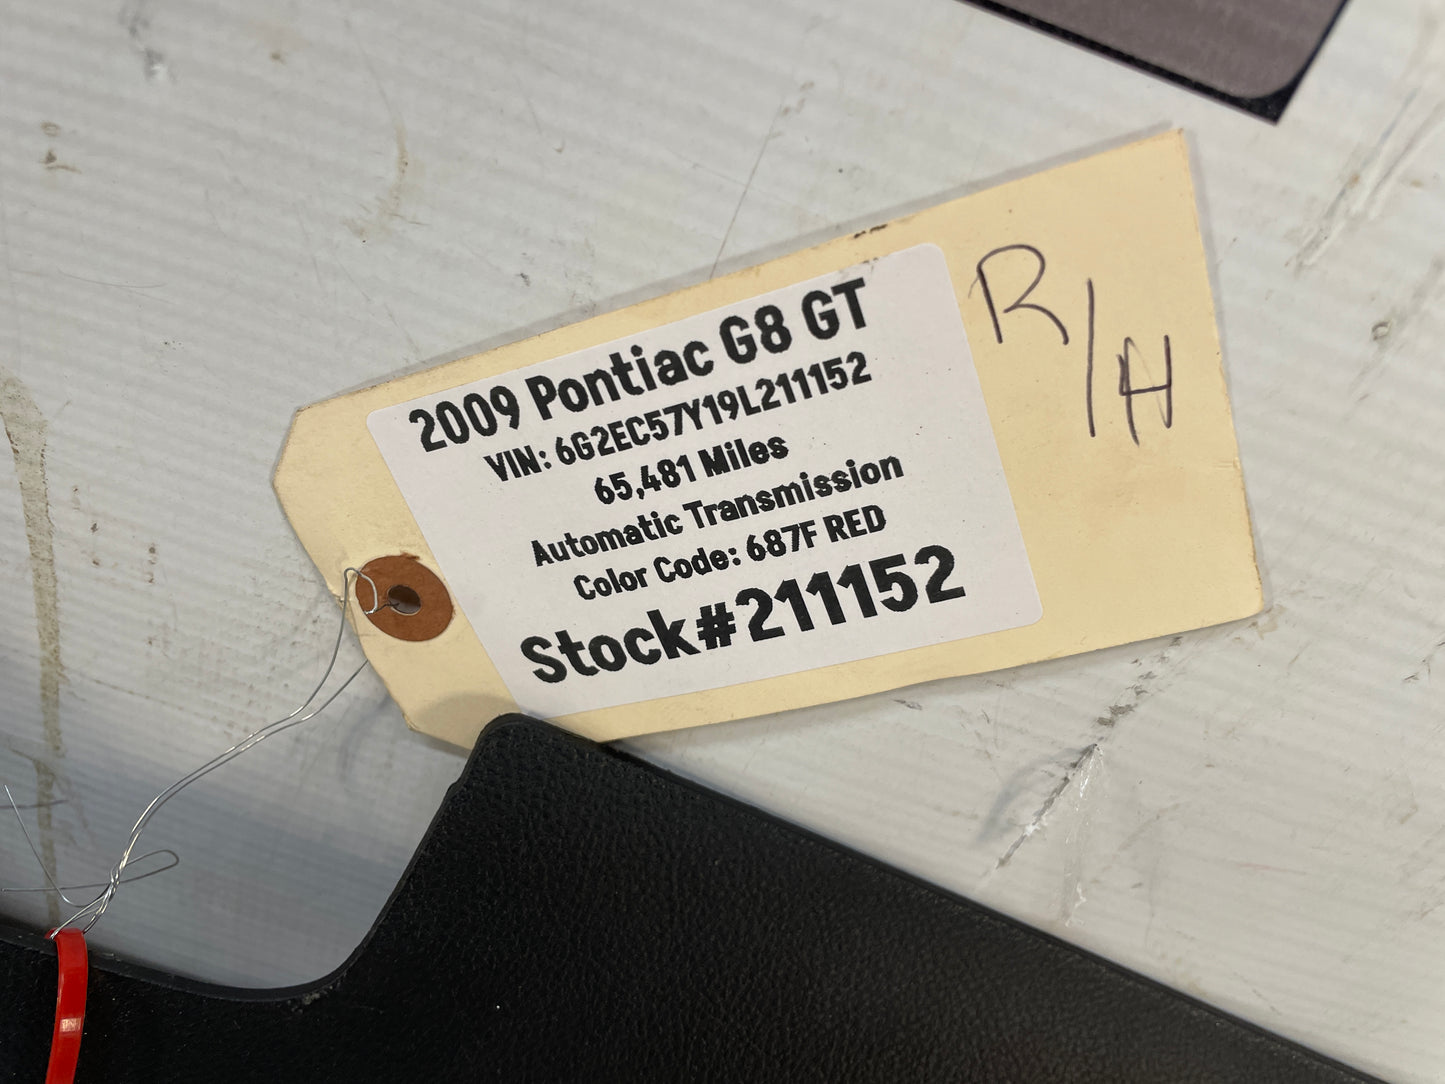 2009 Pontiac G8 GT
VIN: 6G2EC57Y19L211152
65,481 Miles
Automatic Transmission
Color Code: 687F RED
Stock#211152
R/H